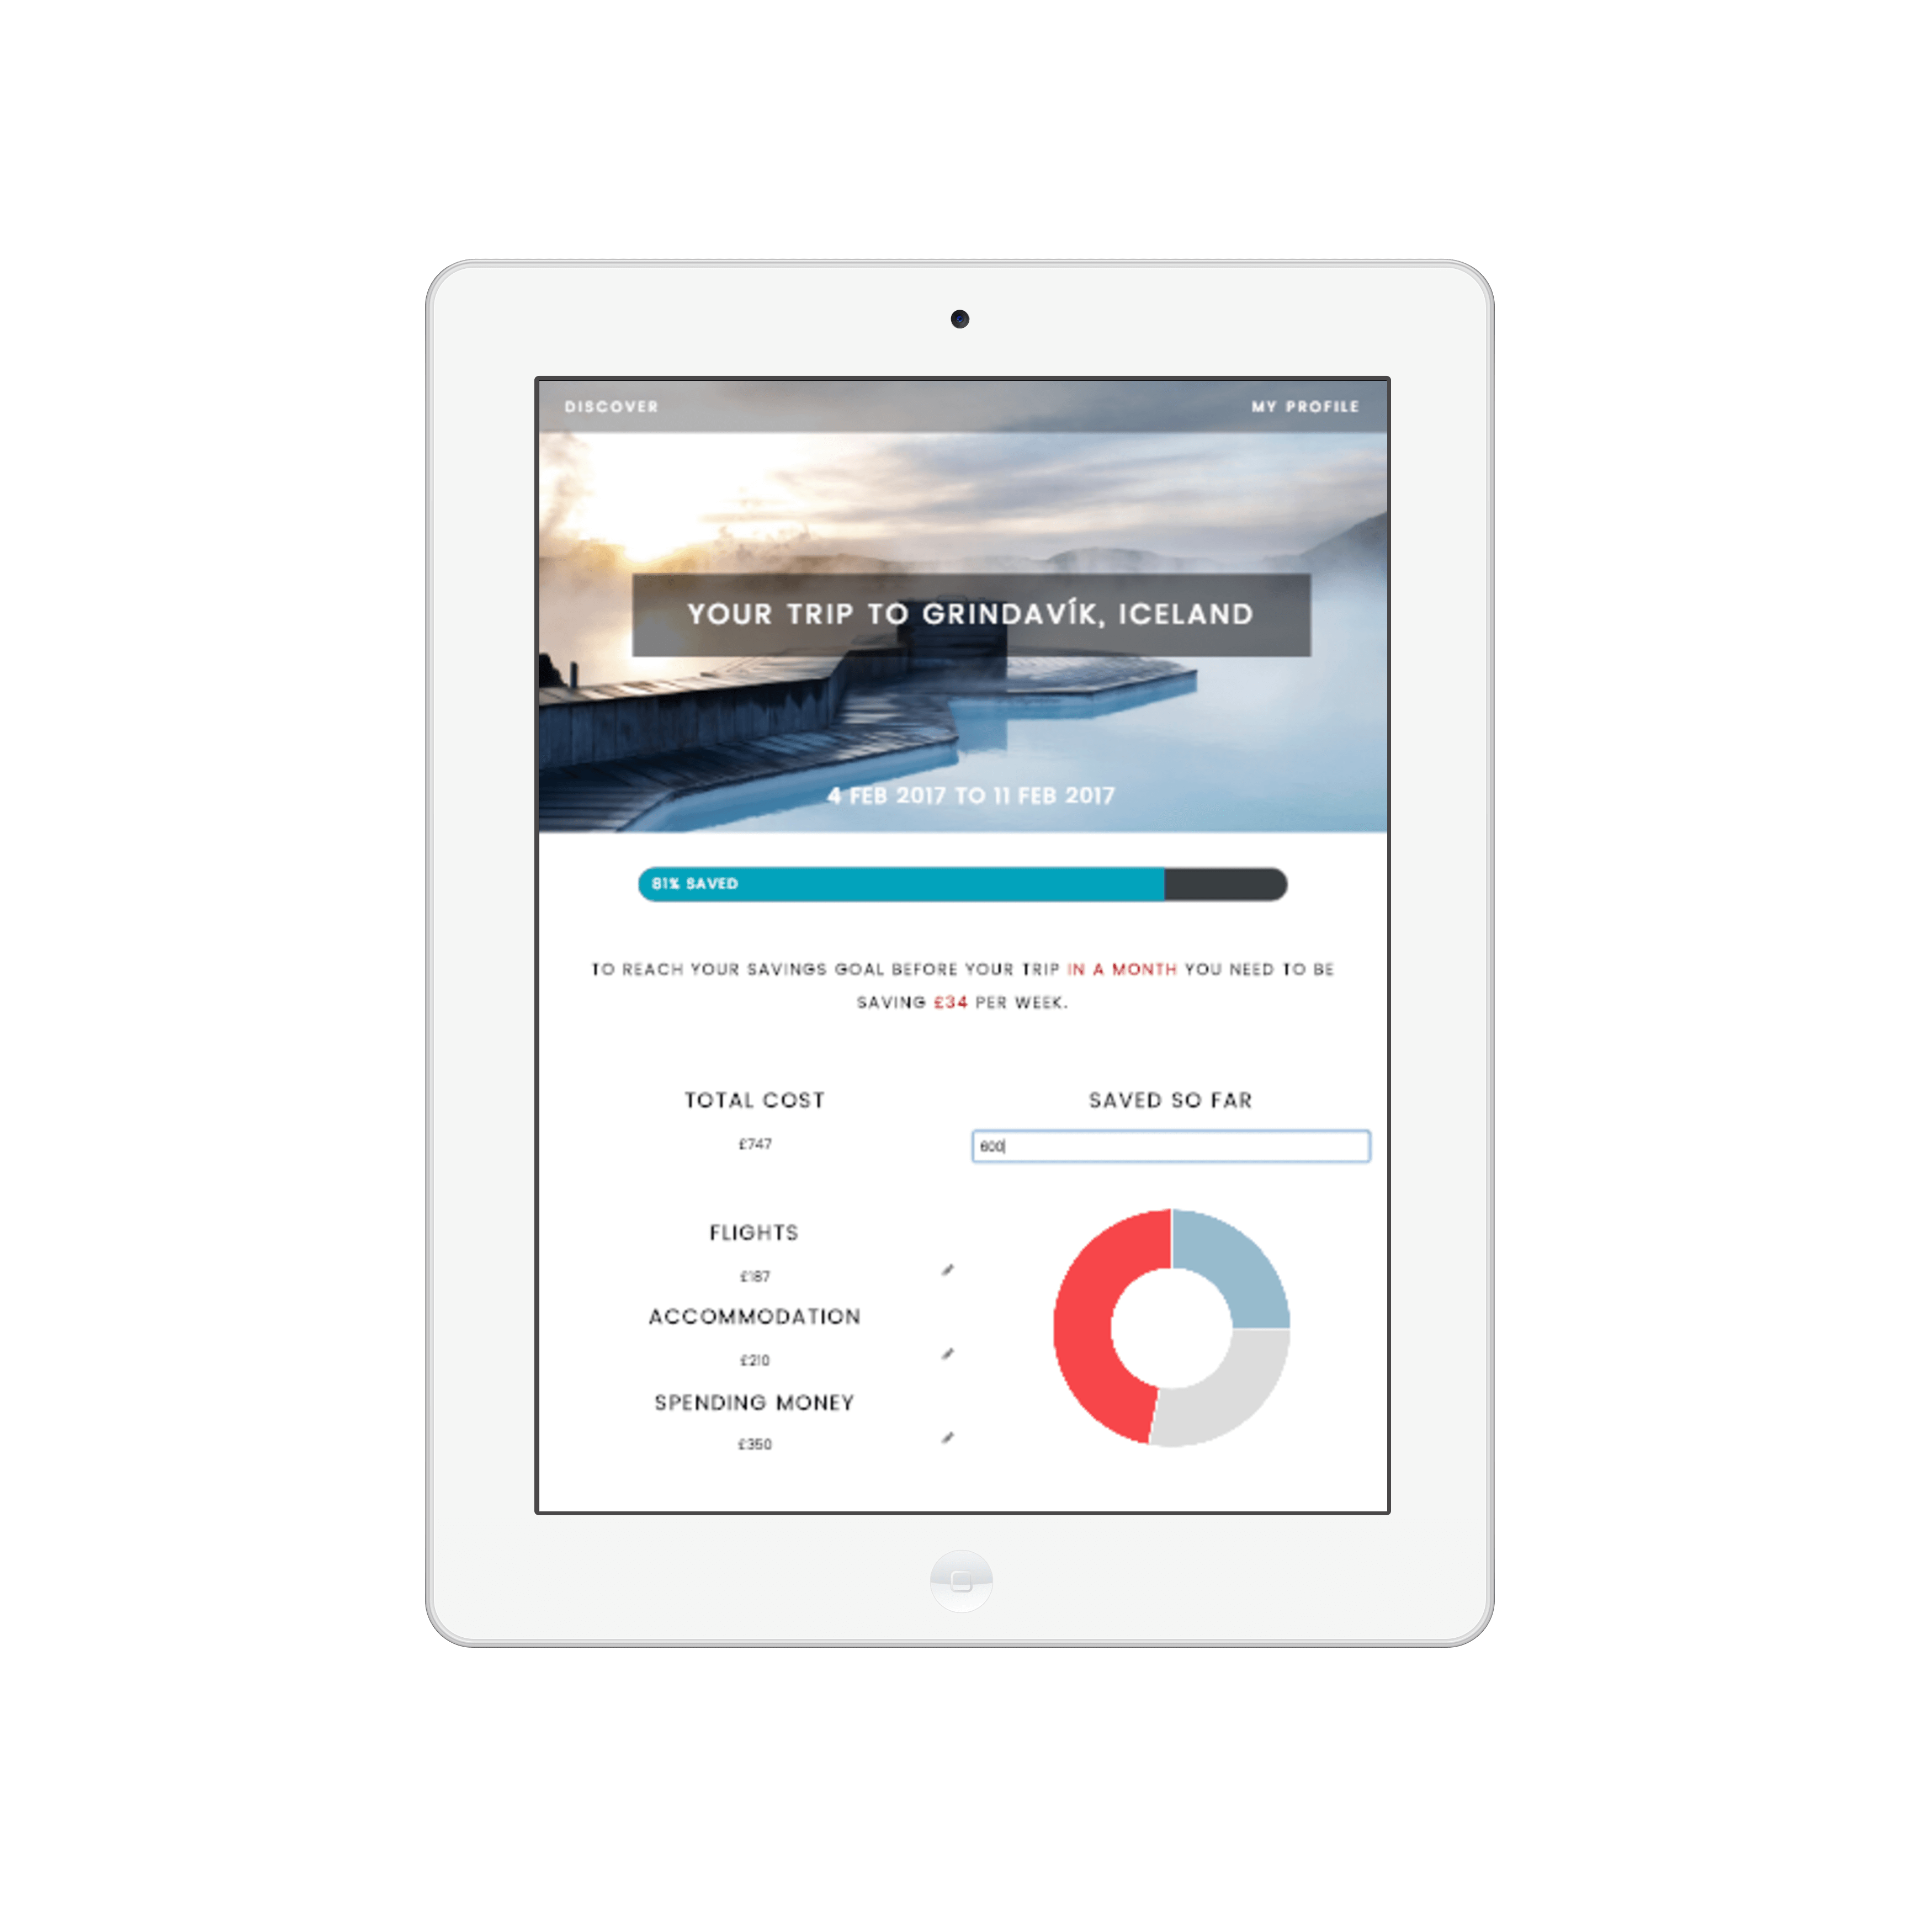 DISCOVER
MY PROFILE
YOUR TRIP TO GRINDAVÍK, ICELAND
4 FEB 2017 TO 11 FEB 2017
81% SAVED
TO REACH YOUR SAVINGS GOAL BEFORE YOUR TRIP IN A MONTH YOU NEED TO BE
SAVING £34 PER WEEK.
TOTAL COST
£747
SAVED SO FAR
600
FLIGHTS
£187
ACCOMMODATION
£210
SPENDING MONEY
£350